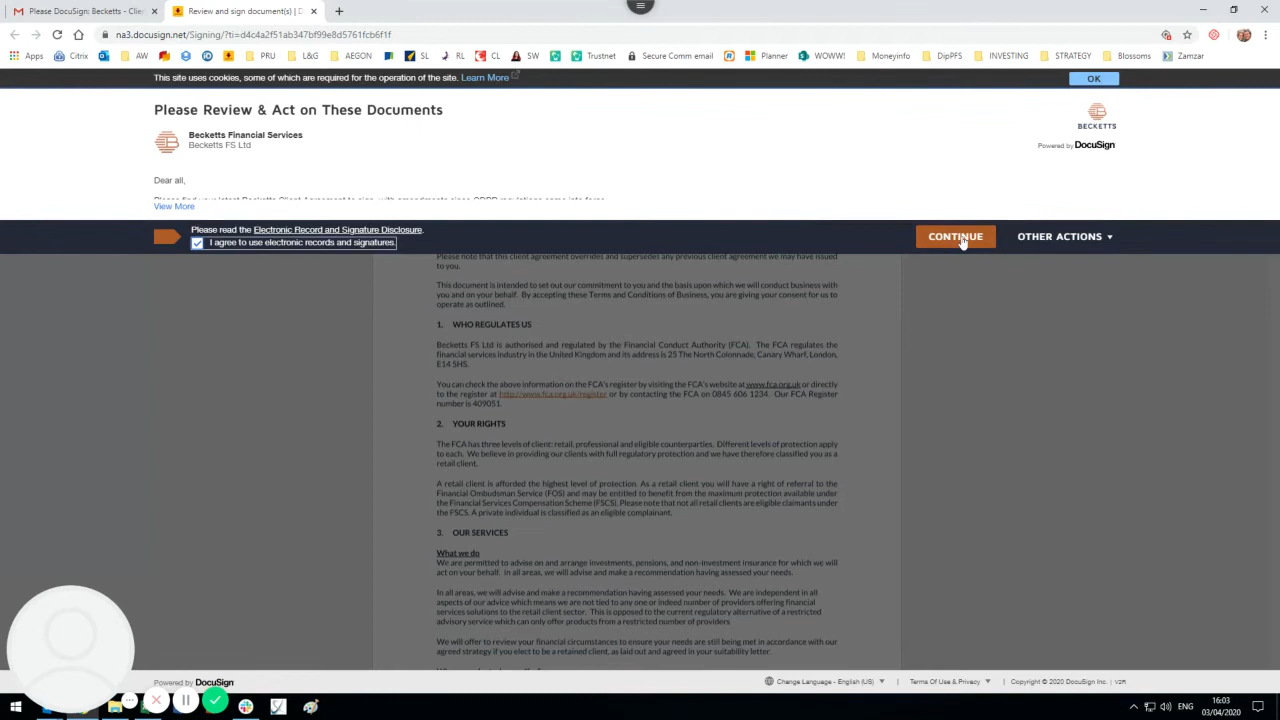 Please DocuSign: Becketts - Clie
Review and sign document(s) | D
na3.docusign.net/Signing/?ti=d4c4a2f51ab347bf99e8d5761fcb6f1f
Apps Citrix AW PRU L&G AEGON SL RL CL SW Trustnet Secure Comm email Planner WOWW! Moneyinfo DipPFS INVESTING STRATEGY Blossoms Zamzar
This site uses cookies, some of which are required for the operation of the site. Learn More
OK
Please Review & Act on These Documents
Becketts Financial Services
Becketts FS Ltd
BECKETTS
Powered by DocuSign
Dear all,
Please find your latest Becketts Client Agreement to sign, with amendments since GDPR regulations came into force.
View More
Please read the Electronic Record and Signature Disclosure.
I agree to use electronic records and signatures.
CONTINUE
OTHER ACTIONS
Please note that this client agreement overrides and supersedes any previous client agreement we may have issued
to you.
This document is intended to set out our commitment to you and the basis upon which we will conduct business with
you and on your behalf. By accepting these Terms and Conditions of Business, you are giving your consent for us to
operate as outlined.
1. WHO REGULATES US
Becketts FS Ltd is authorised and regulated by the Financial Conduct Authority (FCA). The FCA regulates the
financial services industry in the United Kingdom and its address is 25 The North Colonnade, Canary Wharf, London,
E14 5HS.
You can check the above information on the FCA's register by visiting the FCA's website at www.fca.org.uk or directly
to the register at http://www.fca.org.uk/register or by contacting the FCA on 0845 606 1234. Our FCA Register
number is 409051.
2. YOUR RIGHTS
The FCA has three levels of client: retail, professional and eligible counterparties. Different levels of protection apply
to each. We believe in providing our clients with full regulatory protection and we have therefore classified you as a
retail client.
A retail client is afforded the highest level of protection. As a retail client you will have a right of referral to the
Financial Ombudsman Service (FOS) and may be entitled to benefit from the maximum protection available under
the Financial Services Compensation Scheme (FSCS). Please note that not all retail clients are eligible claimants under
the FSCS. A private individual is classified as an eligible complainant.
3. OUR SERVICES
What we do
We are permitted to advise on and arrange investments, pensions, and non-investment insurance for which we will
act on your behalf. in all areas, we will advise and make a recommendation having assessed your needs.
In all areas, we will advise and make a recommendation having assessed your needs. We are independent in all
aspects of our advice which means we are not tied to any one or indeed number of providers offering financial
services solutions to the retail client sector. This is opposed to the current regulatory alternative of a restricted
advisory service which can only offer products from a restricted number of providers
We will offer to review your financial circumstances to ensure your needs are still being met in accordance with our
agreed strategy if you elect to be a retained client, as laid out and agreed in your suitability letter.
Powered by DocuSign
Change Language - English (US) | Terms Of Use & Privacy | Copyright © 2020 DocuSign Inc. | V2R
ENG
16:03
03/04/2020